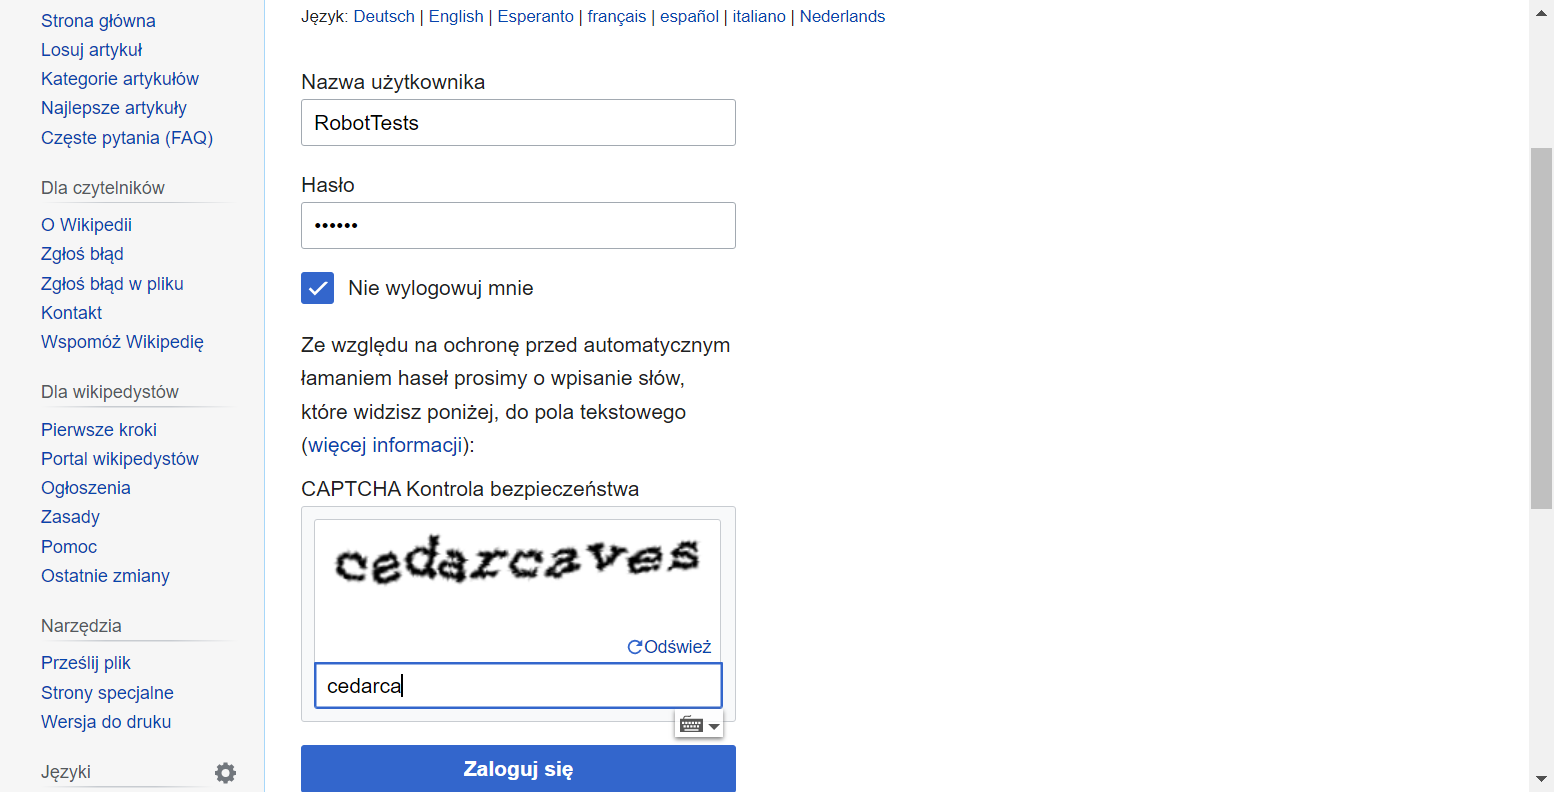 Strona główna
Losuj artykuł
Kategorie artykułów
Najlepsze artykuły
Częste pytania (FAQ)
Dla czytelników
O Wikipedii
Zgłoś błąd
Zgłoś błąd w pliku
Kontakt
Wspomóż Wikipedię
Dla wikipedystów
Pierwsze kroki
Portal wikipedystów
Ogłoszenia
Zasady
Pomoc
Ostatnie zmiany
Narzędzia
Prześlij plik
Strony specjalne
Wersja do druku
Języki
Język: Deutsch | English | Esperanto | français | español | italiano | Nederlands
Nazwa użytkownika
RobotTests
Hasło
••••••
Nie wylogowuj mnie
Ze względu na ochronę przed automatycznym
łamaniem haseł prosimy o wpisanie słów,
które widzisz poniżej, do pola tekstowego
(więcej informacji):
CAPTCHA Kontrola bezpieczeństwa
cedarcaves
Odśwież
cedarca
Zaloguj się